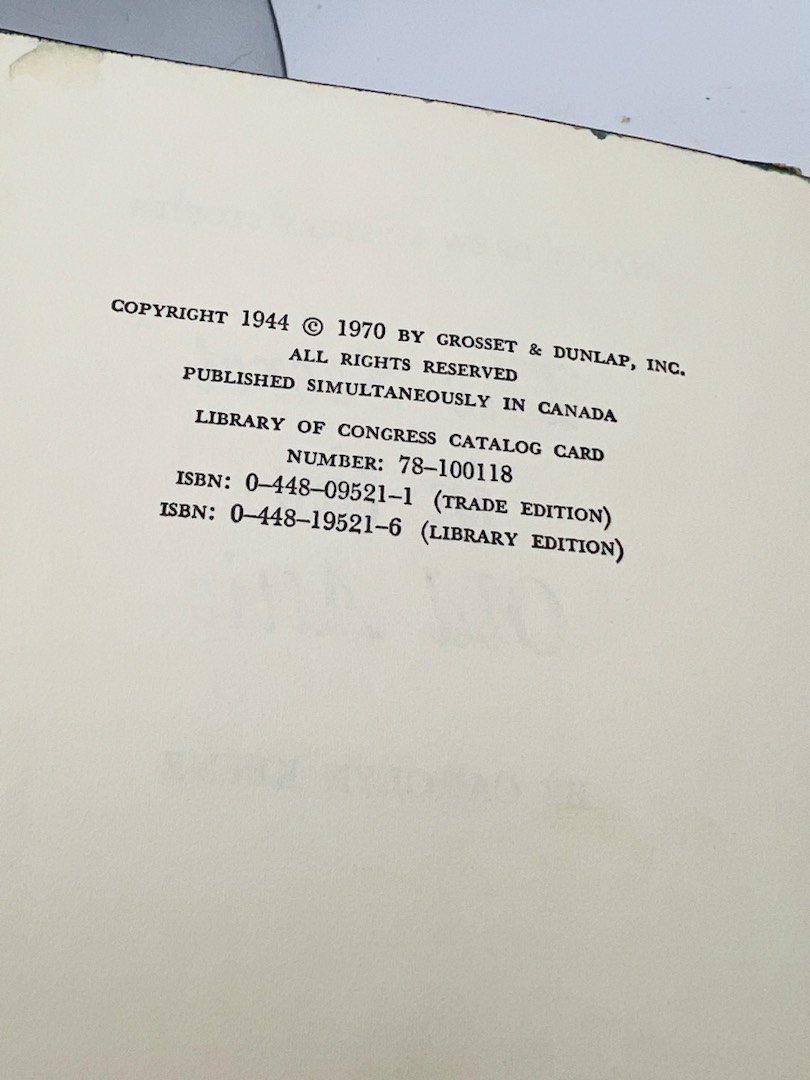 COPYRIGHT 1944 © 1970 BY GROSSET & DUNLAP, INC.
ALL RIGHTS RESERVED
PUBLISHED SIMULTANEOUSLY IN CANADA
LIBRARY OF CONGRESS CATALOG CARD
NUMBER: 78–100118
ISBN: 0–448–09521–1 (TRADE EDITION)
ISBN: 0–448–19521–6 (LIBRARY EDITION)